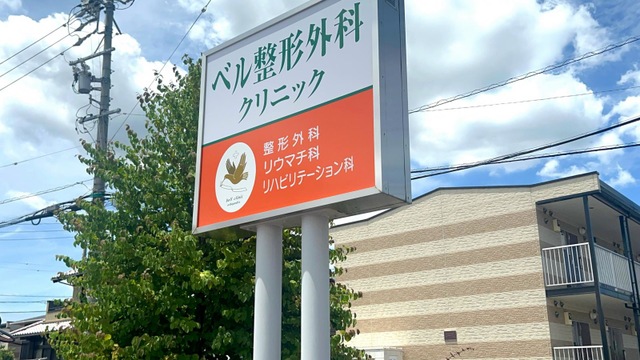 ベル整形外科
クリニック
整形外科
リウマチ科
リハビリテーション科